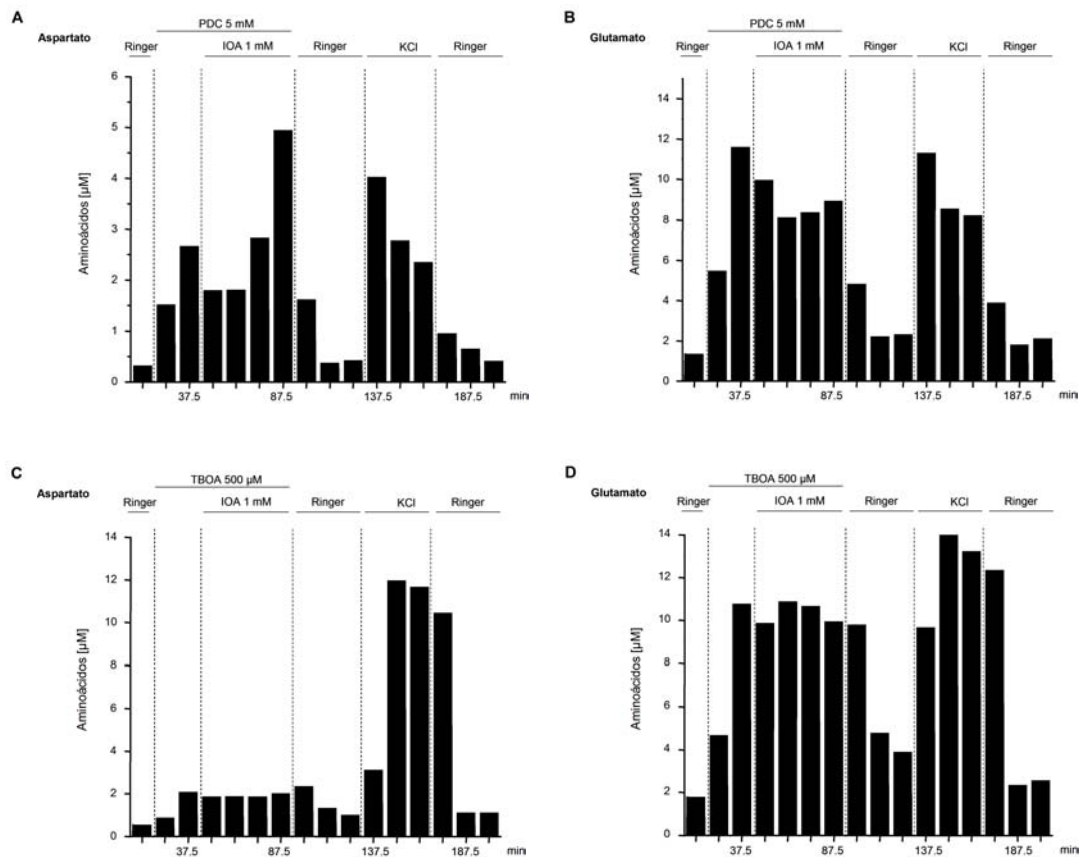 A
Aspartato
PDC 5 mM
Ringer
IOA 1 mM
Ringer
KCl
Ringer
Aminoácidos [µM]
6
5
4
3
2
1
0
37.5
87.5
137.5
187.5
min
B
Glutamato
PDC 5 mM
Ringer
IOA 1 mM
Ringer
KCl
Ringer
Aminoácidos [µM]
14
12
10
8
6
4
2
0
37.5
87.5
137.5
187.5
min
C
Aspartato
TBOA 500 µM
Ringer
IOA 1 mM
Ringer
KCl
Ringer
Aminoácidos [µM]
14
12
10
8
6
4
2
0
37.5
87.5
137.5
187.5
min
D
Glutamato
TBOA 500 µM
Ringer
IOA 1 mM
Ringer
KCl
Ringer
Aminoácidos [µM]
14
12
10
8
6
4
2
0
37.5
87.5
137.5
187.5
min